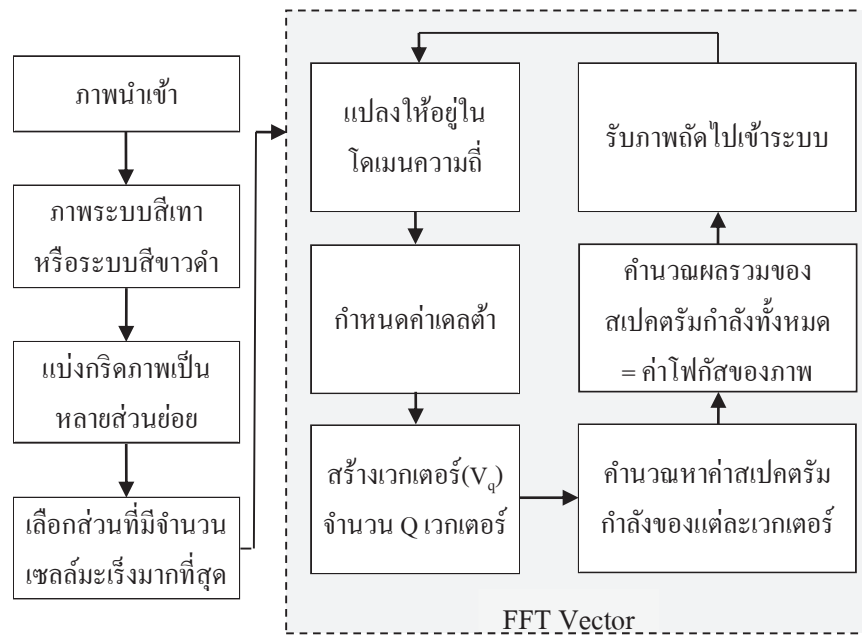 ภาพนำเข้า
ภาพระบบสีเทา
หรือระบบสีขาวดำ
แบ่งกริดภาพเป็น
หลายส่วนย่อย
เลือกส่วนที่มีจำนวน
เซลล์มะเร็งมากที่สุด
แปลงให้อยู่ใน
โดเมนความถี่
กำหนดค่าเดลต้า
สร้างเวกเตอร์(Vq)
จำนวน Q เวกเตอร์
คำนวณหาค่าสเปคตรัม
กำลังของแต่ละเวกเตอร์
คำนวณผลรวมของ
สเปคตรัมกำลังทั้งหมด
= ค่าโฟกัสของภาพ
รับภาพถัดไปเข้าระบบ
FFT Vector